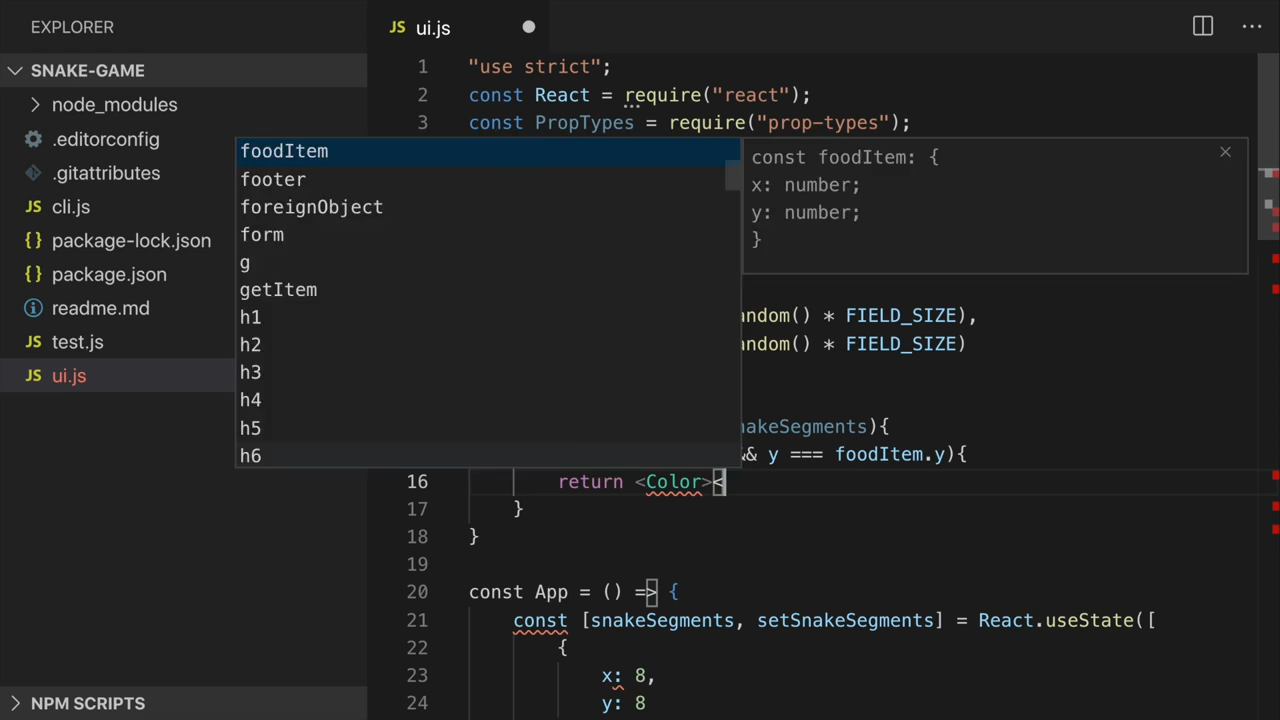 EXPLORER
JS ui.js
SNAKE-GAME
node_modules
.editorconfig
.gitattributes
JS cli.js
{} package-lock.json
{} package.json
readme.md
JS test.js
JS ui.js
NPM SCRIPTS
1 "use strict";
2 const React = require("react");
3 const PropTypes = require("prop-types");
foodItem
footer
foreignObject
form
g
getItem
h1
h2
h3
h4
h5
h6
const foodItem: {
x: number;
y: number;
}
andom() * FIELD_SIZE),
andom() * FIELD_SIZE)
nakeSegments){
&& y === foodItem.y){
16 return <Color><
17 }
18 }
19
20 const App = () => {
21 const [snakeSegments, setSnakeSegments] = React.useState([
22 {
23 x: 8,
24 y: 8